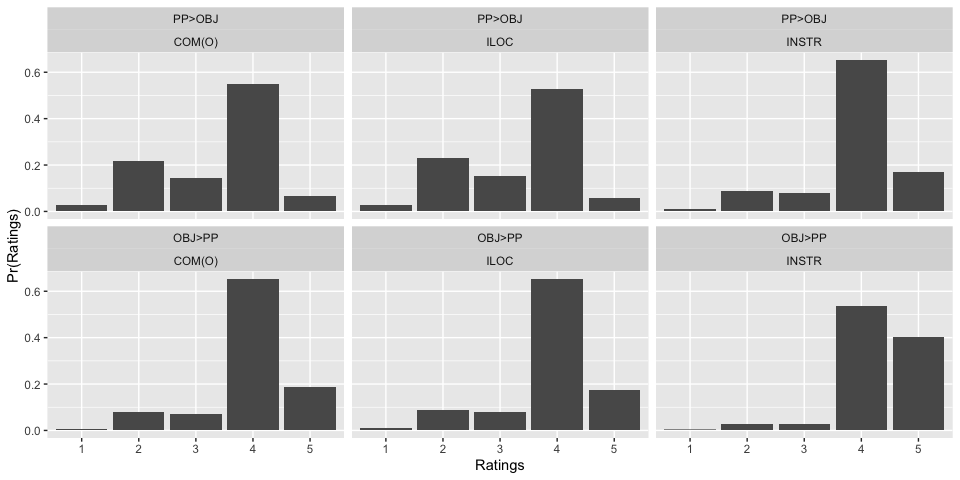 PP>OBJ PP>OBJ PP>OBJ
COM(O) ILOC INSTR
0.6
0.4
0.2
0.0
Pr(Ratings)
OBJ>PP OBJ>PP OBJ>PP
COM(O) ILOC INSTR
0.6
0.4
0.2
0.0
1 2 3 4 5 1 2 3 4 5 1 2 3 4 5
Ratings